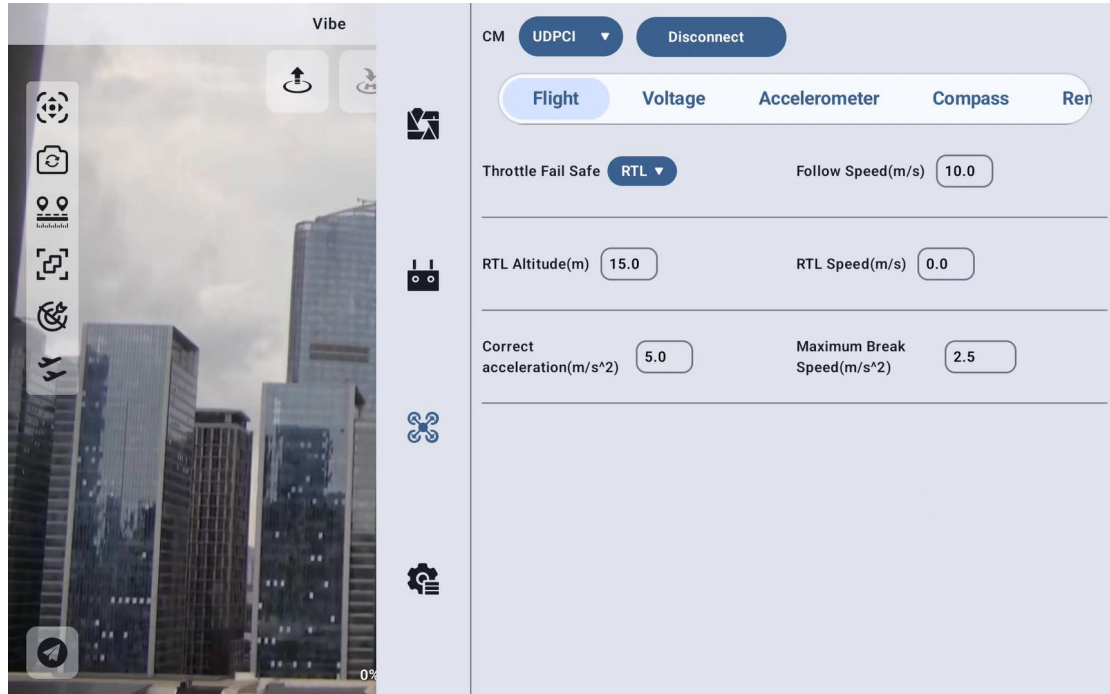 Vibe
0%
CM UDPCI Disconnect
Flight Voltage Accelerometer Compass
Throttle Fail Safe RTL Follow Speed(m/s) 10.0
RTL Altitude(m) 15.0 RTL Speed(m/s) 0.0
Correct
acceleration(m/s^2) 5.0
Maximum Break
Speed(m/s^2) 2.5